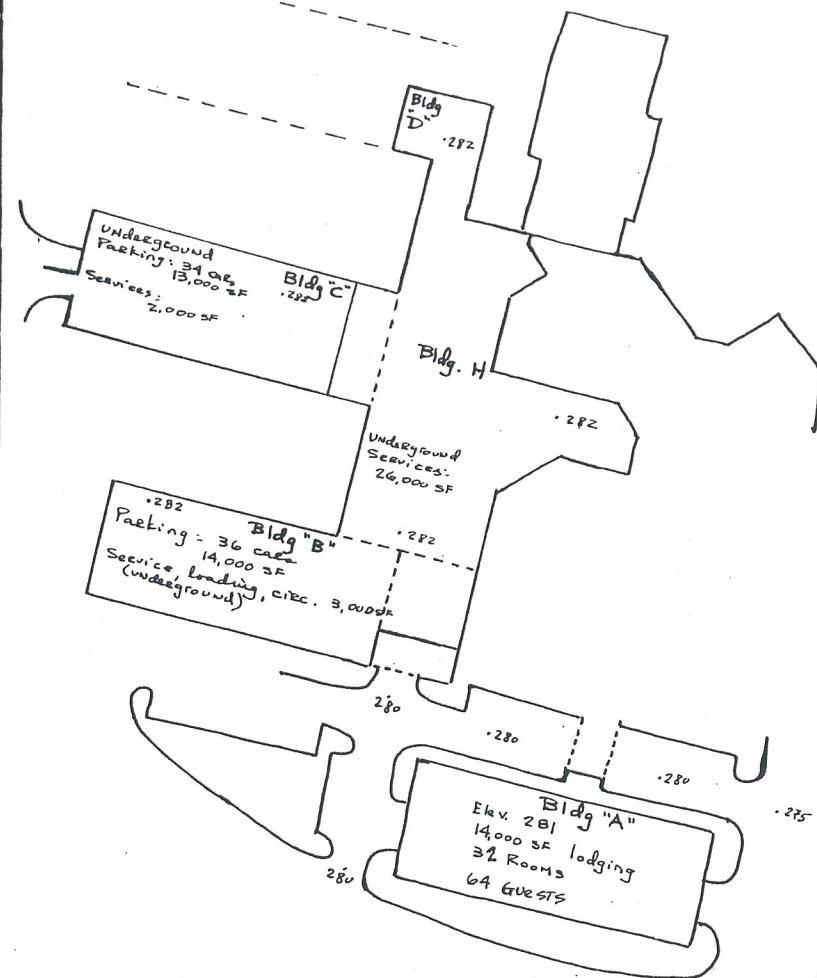 Bldg
"D"
.282
UNDERGROUND
Parking: 34 cars
13,000 SF
Services:
2,000 SF
Bldg "C"
.282
Bldg. H
.282
UNDERGROUND
Services:
26,000 SF
.282
.282
Bldg "B"
Parking - 36 cars
14,000 SF
Service, loading, circ. 3,000 SF
(UNDERGROUND)
280
.280
.280
.275
Bldg "A"
Elev. 281
14,000 SF lodging
32 ROOMS
64 GUESTS
280